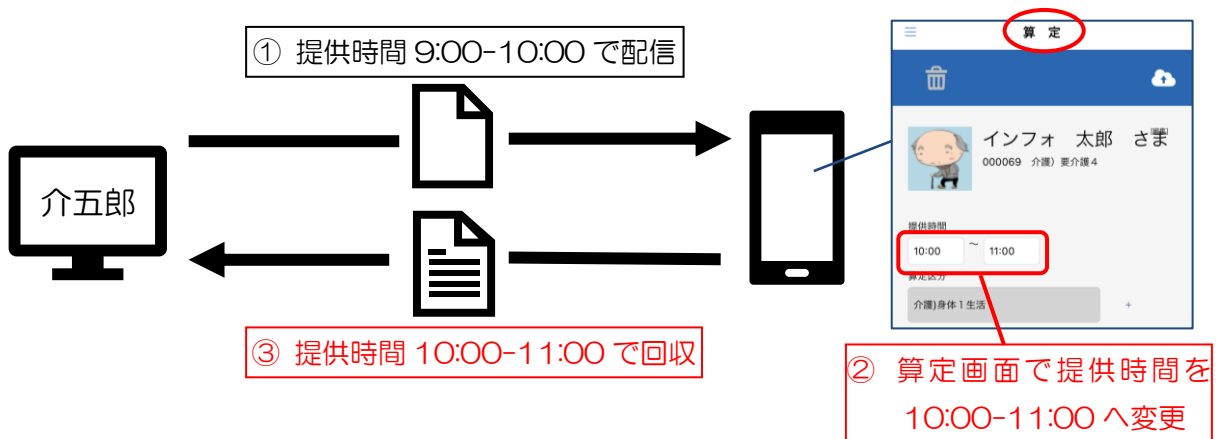 ① 提供時間 9:00-10:00 で配信
介五郎
③ 提供時間 10:00-11:00 で回収
算 定
インフォ 太郎 さま
000069 介護) 要介護4
提供時間
10:00 ~ 11:00
算定区分
介護)身体1生活
+
② 算定画面で提供時間を
10:00-11:00 へ変更